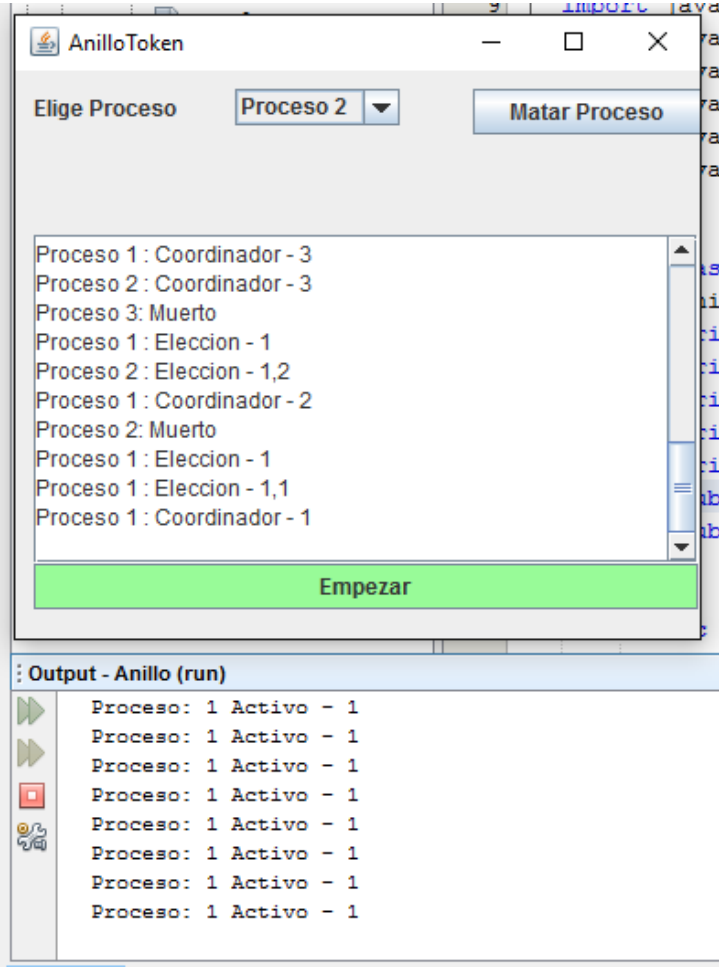 9 import java
AnilloToken
Elige Proceso Proceso 2 Matar Proceso
Proceso 1 : Coordinador - 3
Proceso 2 : Coordinador - 3
Proceso 3: Muerto
Proceso 1 : Eleccion - 1
Proceso 2 : Eleccion - 1,2
Proceso 1 : Coordinador - 2
Proceso 2: Muerto
Proceso 1 : Eleccion - 1
Proceso 1 : Eleccion - 1,1
Proceso 1 : Coordinador - 1
Empezar
Output - Anillo (run)
Proceso: 1 Activo - 1
Proceso: 1 Activo - 1
Proceso: 1 Activo - 1
Proceso: 1 Activo - 1
Proceso: 1 Activo - 1
Proceso: 1 Activo - 1
Proceso: 1 Activo - 1
Proceso: 1 Activo - 1